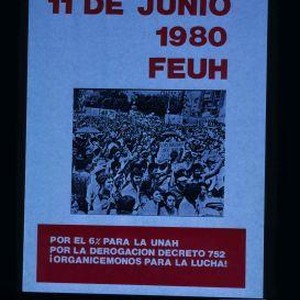 11 DE JUNIO
1980
FEUH
POR EL 6% PARA LA UNAH
POR LA DEROGACION DECRETO 752
¡ORGANICEMONOS PARA LA LUCHA!